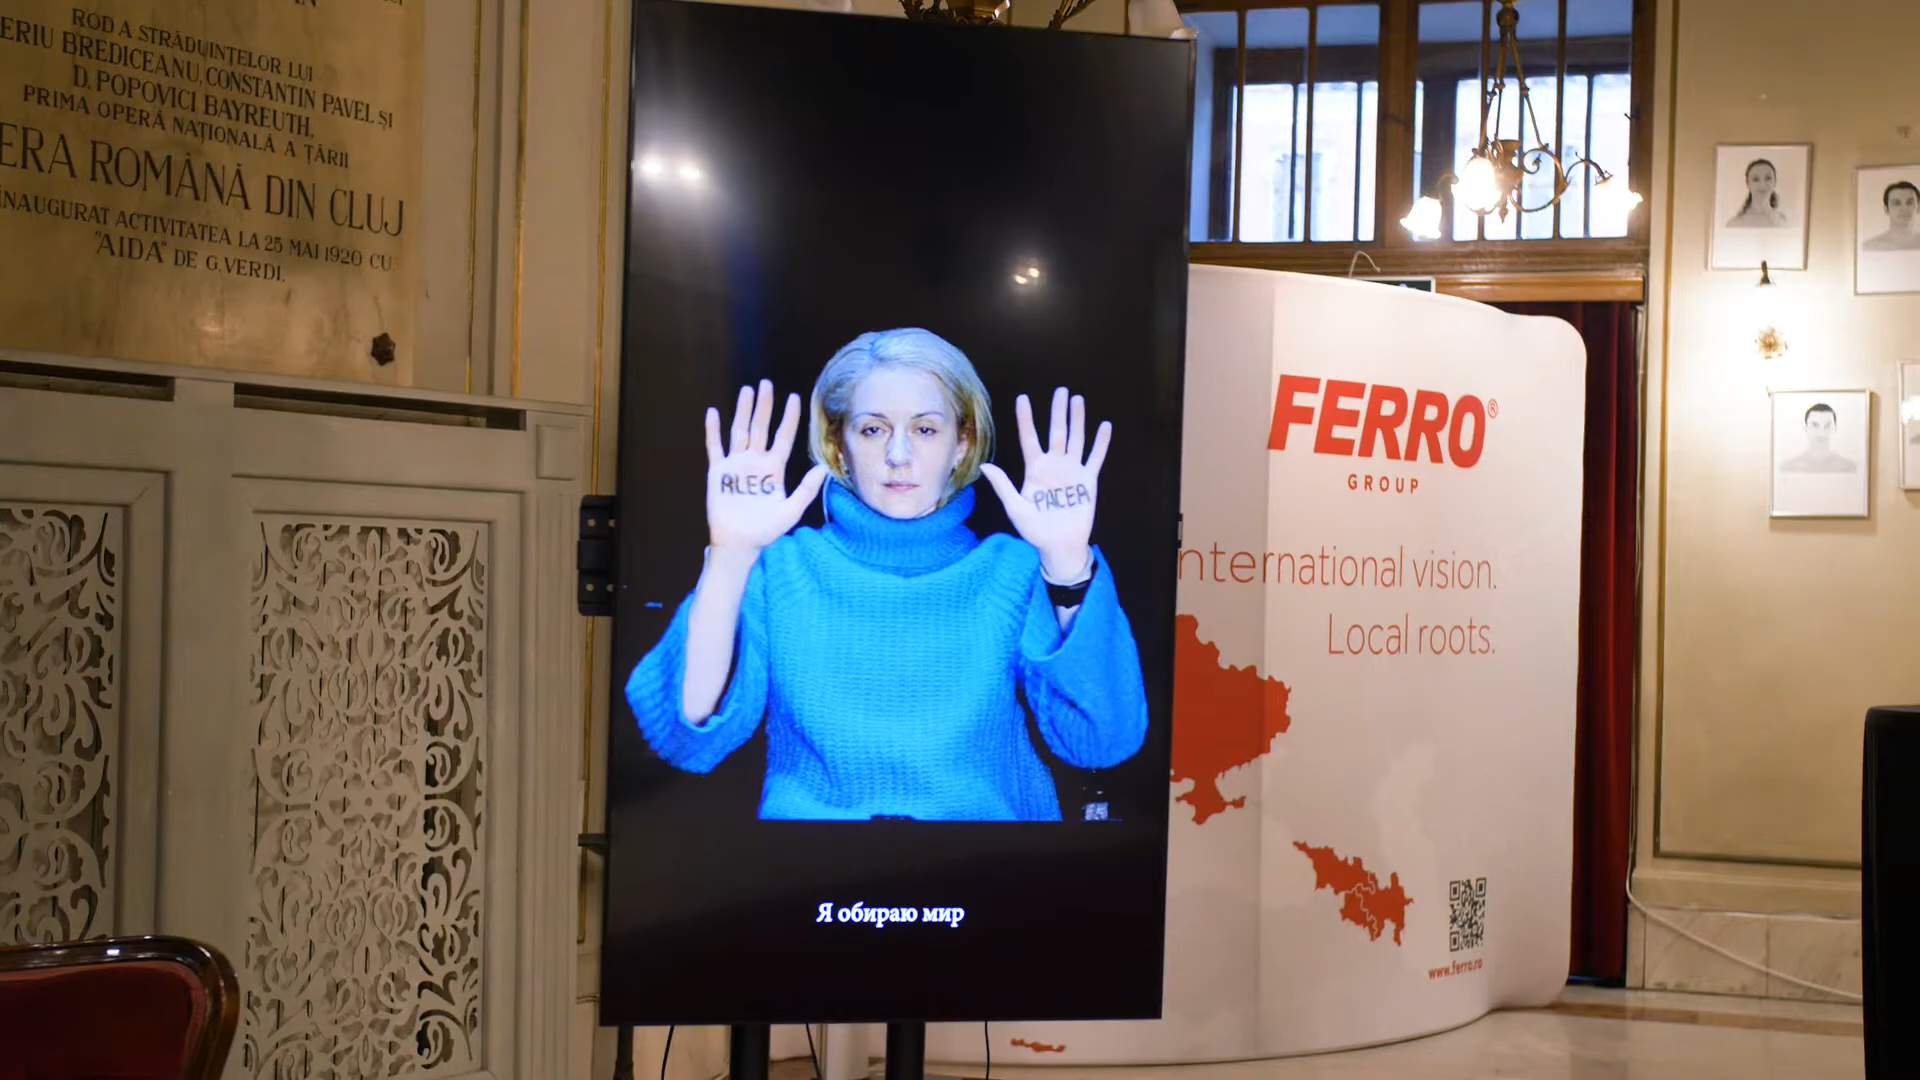 ROD A STRĂDUINȚELOR LUI
BREDICEANU, CONSTANTIN PAVEL ȘI
D. POPOVICI BAYREUTH,
PRIMA OPERĂ NAȚIONALĂ A ȚĂRII
ROMÂNĂ DIN CLUJ
INAUGURAT ACTIVITATEA LA 25 MAI 1920 CU
"AIDA" DE G. VERDI.
ALEG
PACEA
Я обираю мир
FERRO®
GROUP
nternational vision.
Local roots.
www.ferro.ro